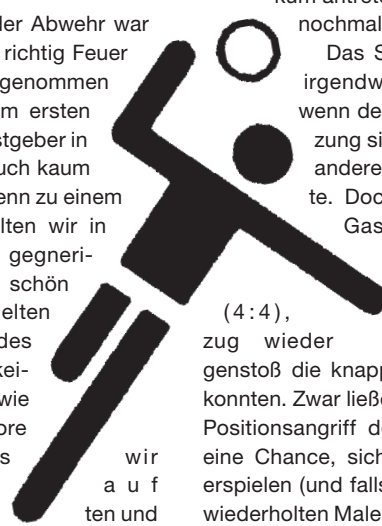 der Abwehr war
richtig Feuer
genommen
m ersten
stgeber in
uch kaum
enn zu einem
lten wir in
gegneri-
schön
elten
des
kei-
wie
ore
s wir
auf
ten und
kum antrete
nochmal
Das S
irgendw
wenn de
zung si
andere
te. Doc
Gas
(4:4),
zug wieder
genstoß die knapp
konnten. Zwar ließe
Positionsangriff de
eine Chance, sich
erspielen (und falls
wiederholten Male